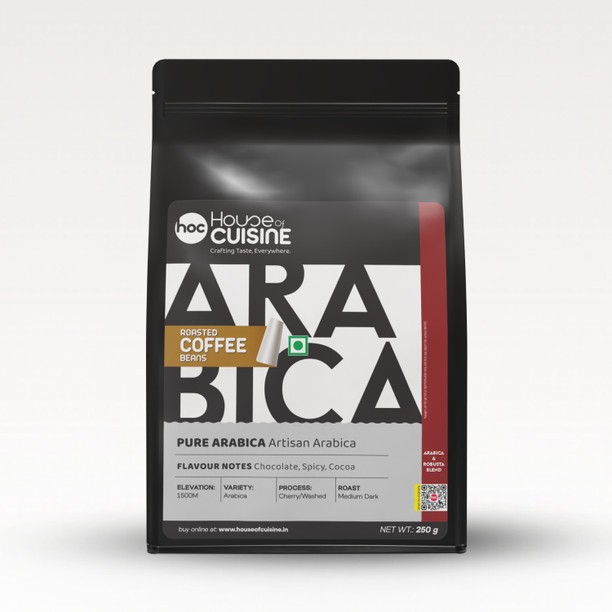 hoc
House Of
CUISINE
Crafting Taste, Everywhere.
ARA
BICA
ROASTED
COFFEE
BEANS
PURE ARABICA Artisan Arabica
FLAVOUR NOTES Chocolate, Spicy, Cocoa
ELEVATION: VARIETY: PROCESS: ROAST
1500M Arabica Cherry/Washed Medium Dark
ARABICA
&
ROBUSTA
BLEND
buy online at: www.houseofcuisine.in NET WT.: 250 g